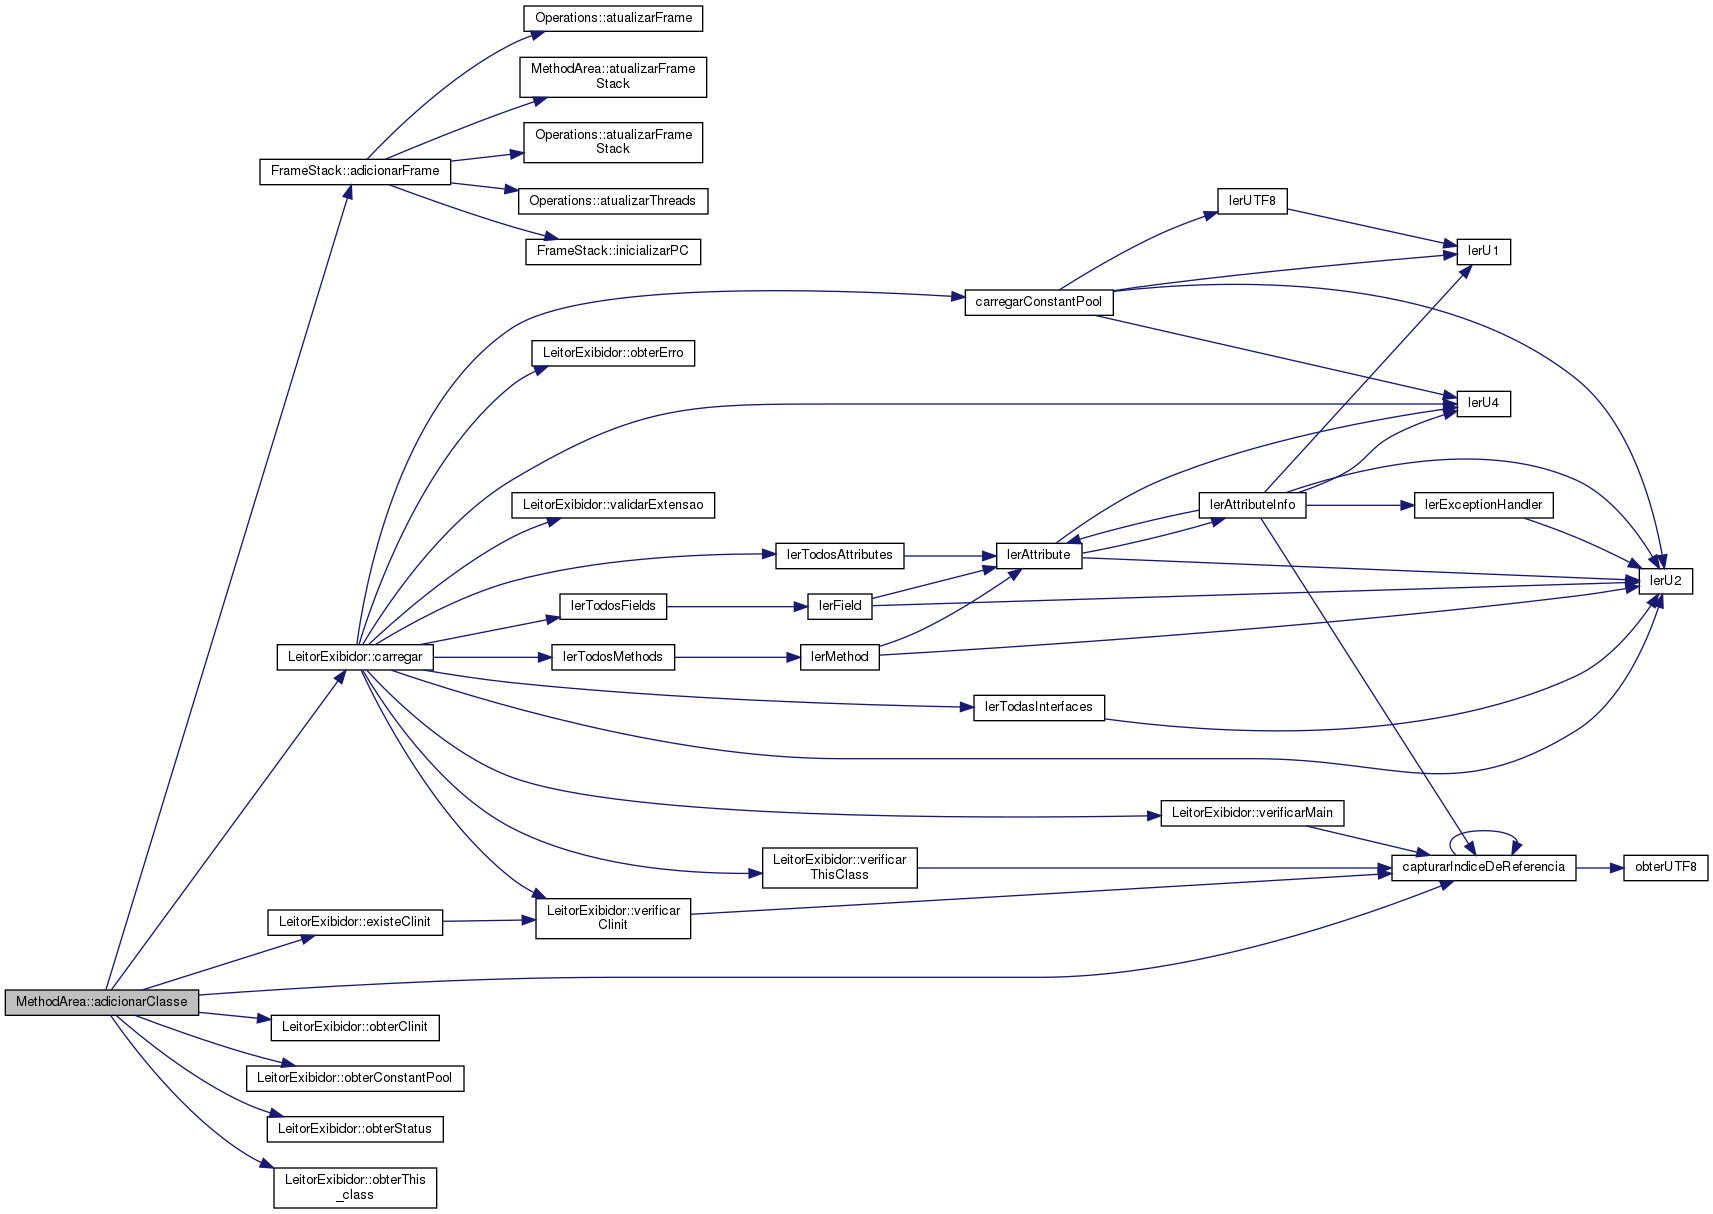 Operations::atualizarFrame
MethodArea::atualizarFrame
Stack
Operations::atualizarFrame
Stack
FrameStack::adicionarFrame
Operations::atualizarThreads
FrameStack::inicializarPC
lerUTF8
lerU1
carregarConstantPool
LeitorExibidor::obterErro
lerU4
LeitorExibidor::validarExtensao
lerAttributeInfo
lerExceptionHandler
lerTodosAttributes
lerAttribute
lerU2
lerTodosFields
lerField
LeitorExibidor::carregar
lerTodosMethods
lerMethod
lerTodasInterfaces
LeitorExibidor::verificarMain
LeitorExibidor::verificar
ThisClass
capturarIndiceDeReferencia
obterUTF8
LeitorExibidor::existeClinit
LeitorExibidor::verificar
Clinit
MethodArea::adicionarClasse
LeitorExibidor::obterClinit
LeitorExibidor::obterConstantPool
LeitorExibidor::obterStatus
LeitorExibidor::obterThis
_class